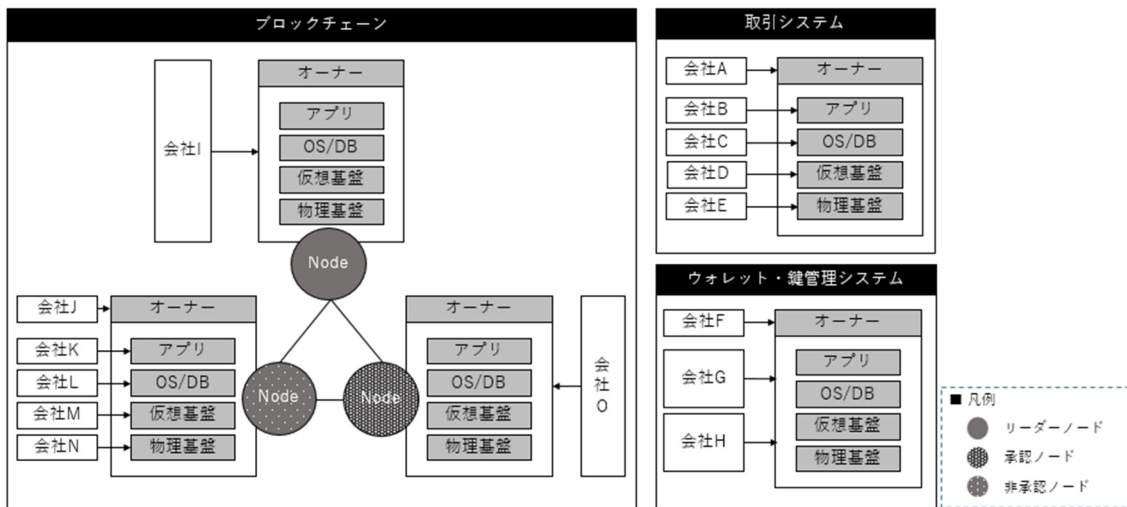 ブロックチェーン
会社I
オーナー
アプリ
OS/DB
仮想基盤
物理基盤
Node
会社J
会社K
会社L
会社M
会社N
オーナー
アプリ
OS/DB
仮想基盤
物理基盤
Node
Node
オーナー
アプリ
OS/DB
仮想基盤
物理基盤
会社O
取引システム
会社A
会社B
会社C
会社D
会社E
オーナー
アプリ
OS/DB
仮想基盤
物理基盤
ウォレット・鍵管理システム
会社F
会社G
会社H
オーナー
アプリ
OS/DB
仮想基盤
物理基盤
■ 凡例
リーダーノード
承認ノード
非承認ノード